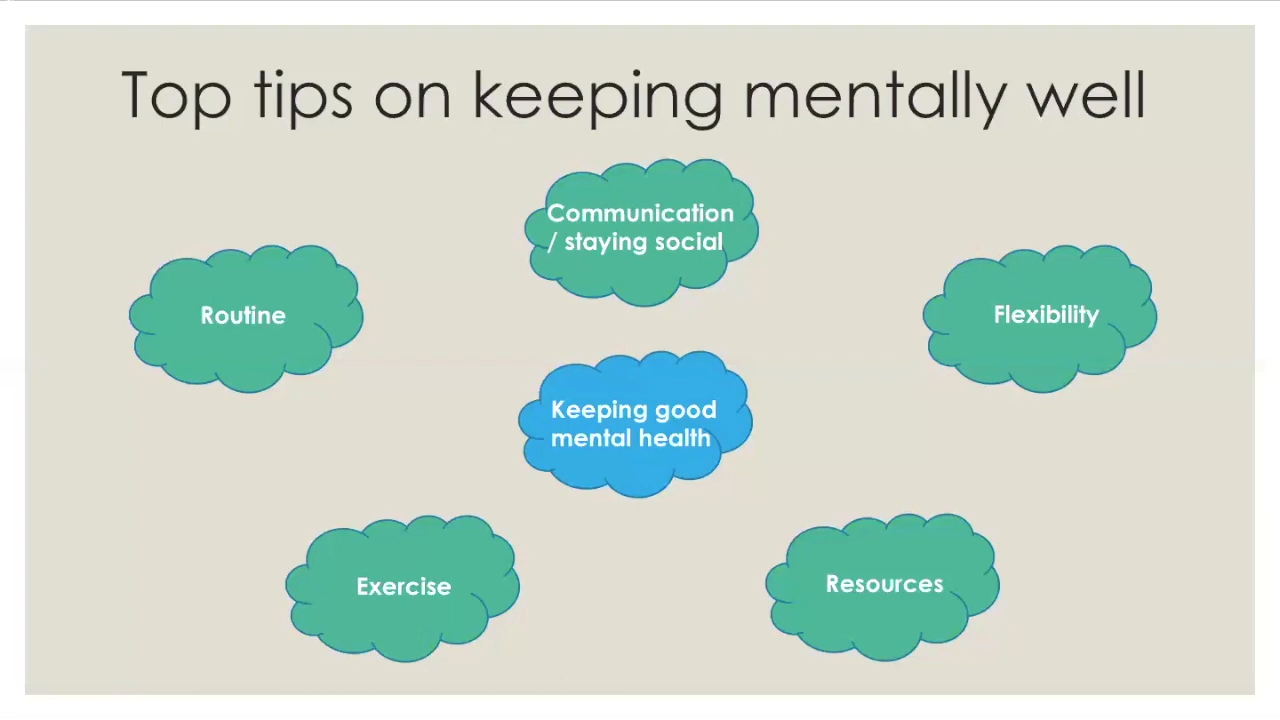 Top tips on keeping mentally well
Communication
/ staying social
Routine
Flexibility
Keeping good
mental health
Exercise
Resources